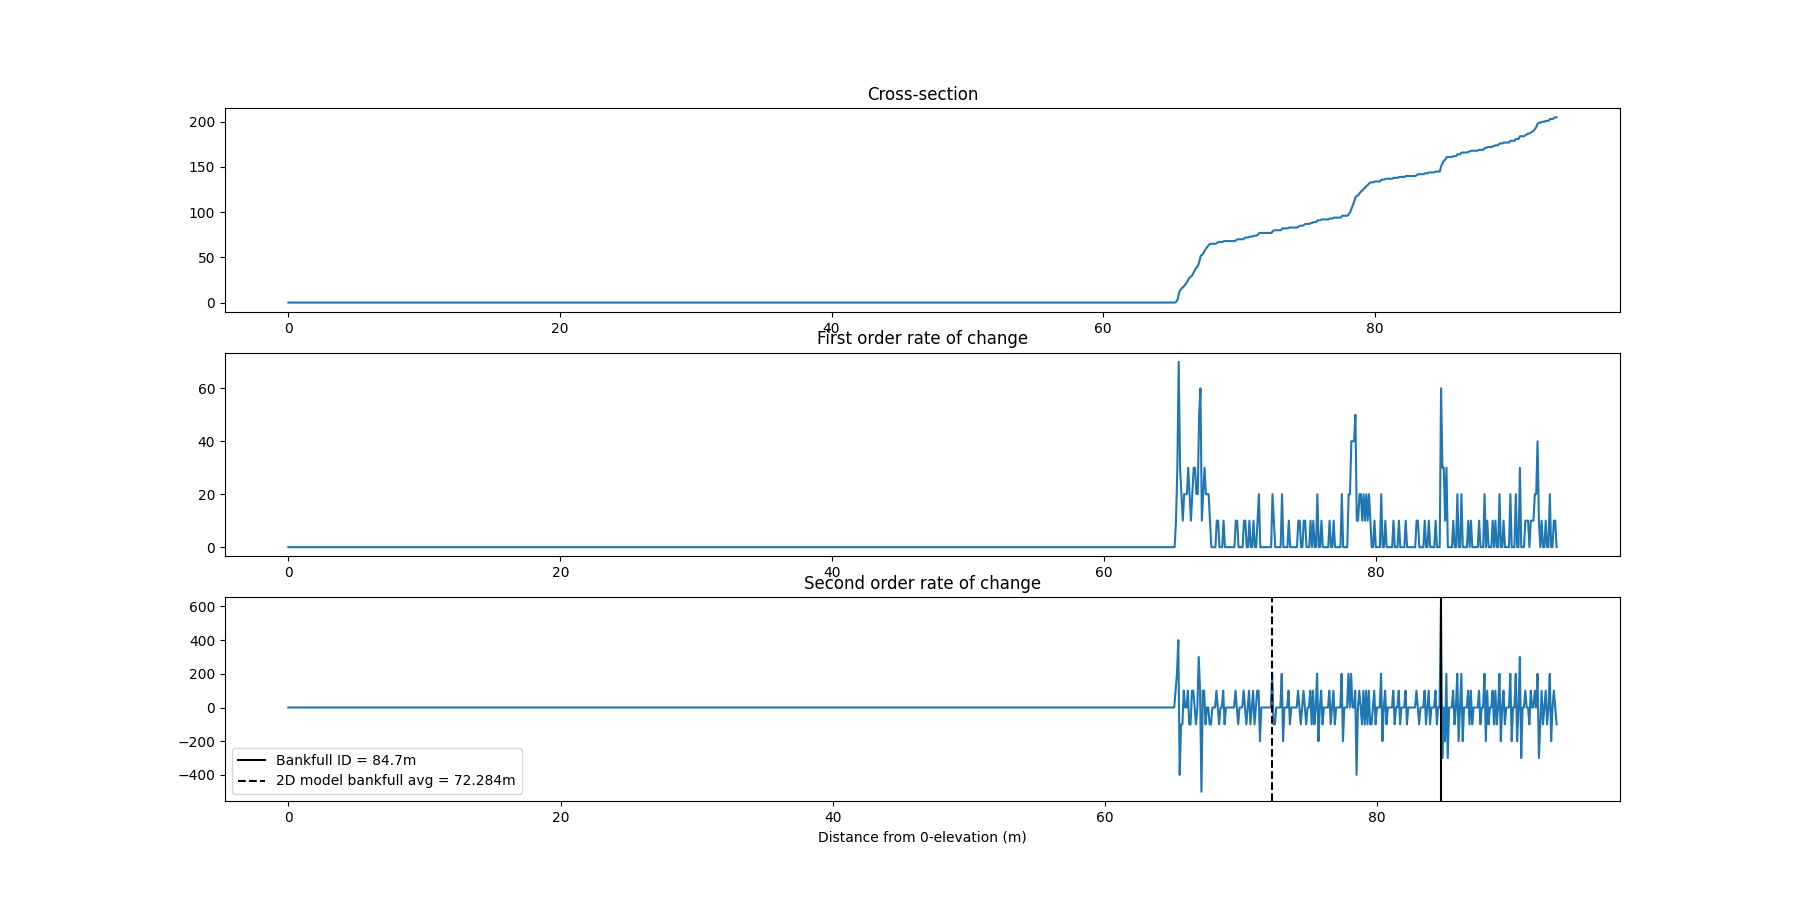 Cross-section
200
150
100
50
0
0 20 40 60 80
First order rate of change
60
40
20
0
0 20 40 60 80
Second order rate of change
600
400
200
0
−200
−400
Bankfull ID = 84.7m
2D model bankfull avg = 72.284m
0 20 40 60 80
Distance from 0-elevation (m)